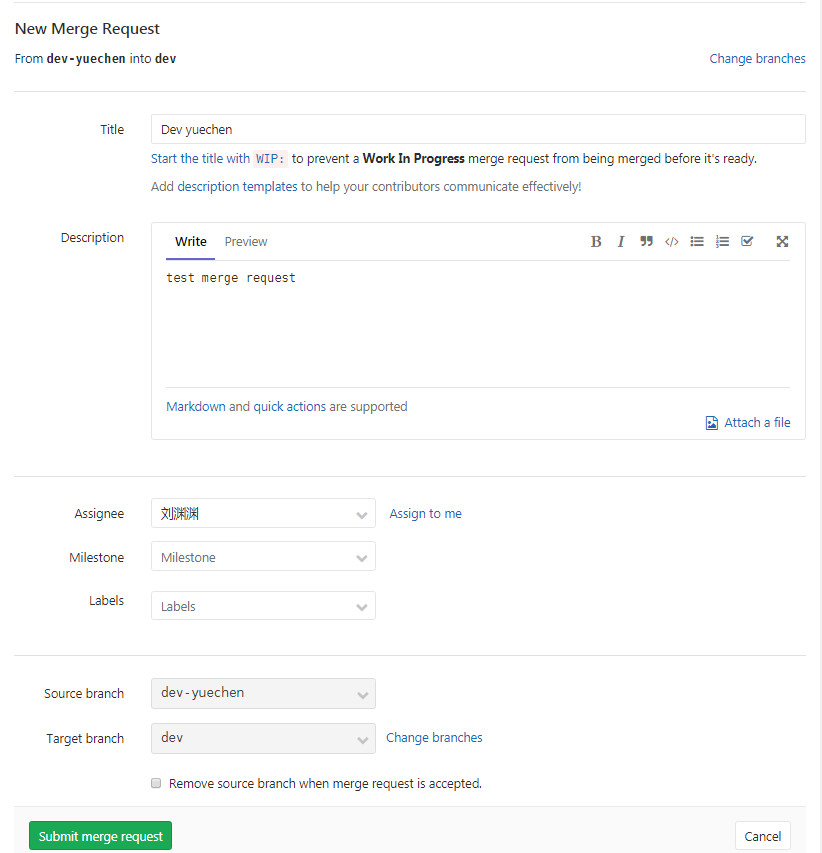 New Merge Request
From dev-yuechen into dev
Change branches
Title
Dev yuechen
Start the title with WIP: to prevent a Work In Progress merge request from being merged before it's ready.
Add description templates to help your contributors communicate effectively!
Description
Write Preview
B I
test merge request
Markdown and quick actions are supported
Attach a file
Assignee
刘渊渊
Assign to me
Milestone
Milestone
Labels
Labels
Source branch
dev-yuechen
Target branch
dev
Change branches
Remove source branch when merge request is accepted.
Submit merge request
Cancel